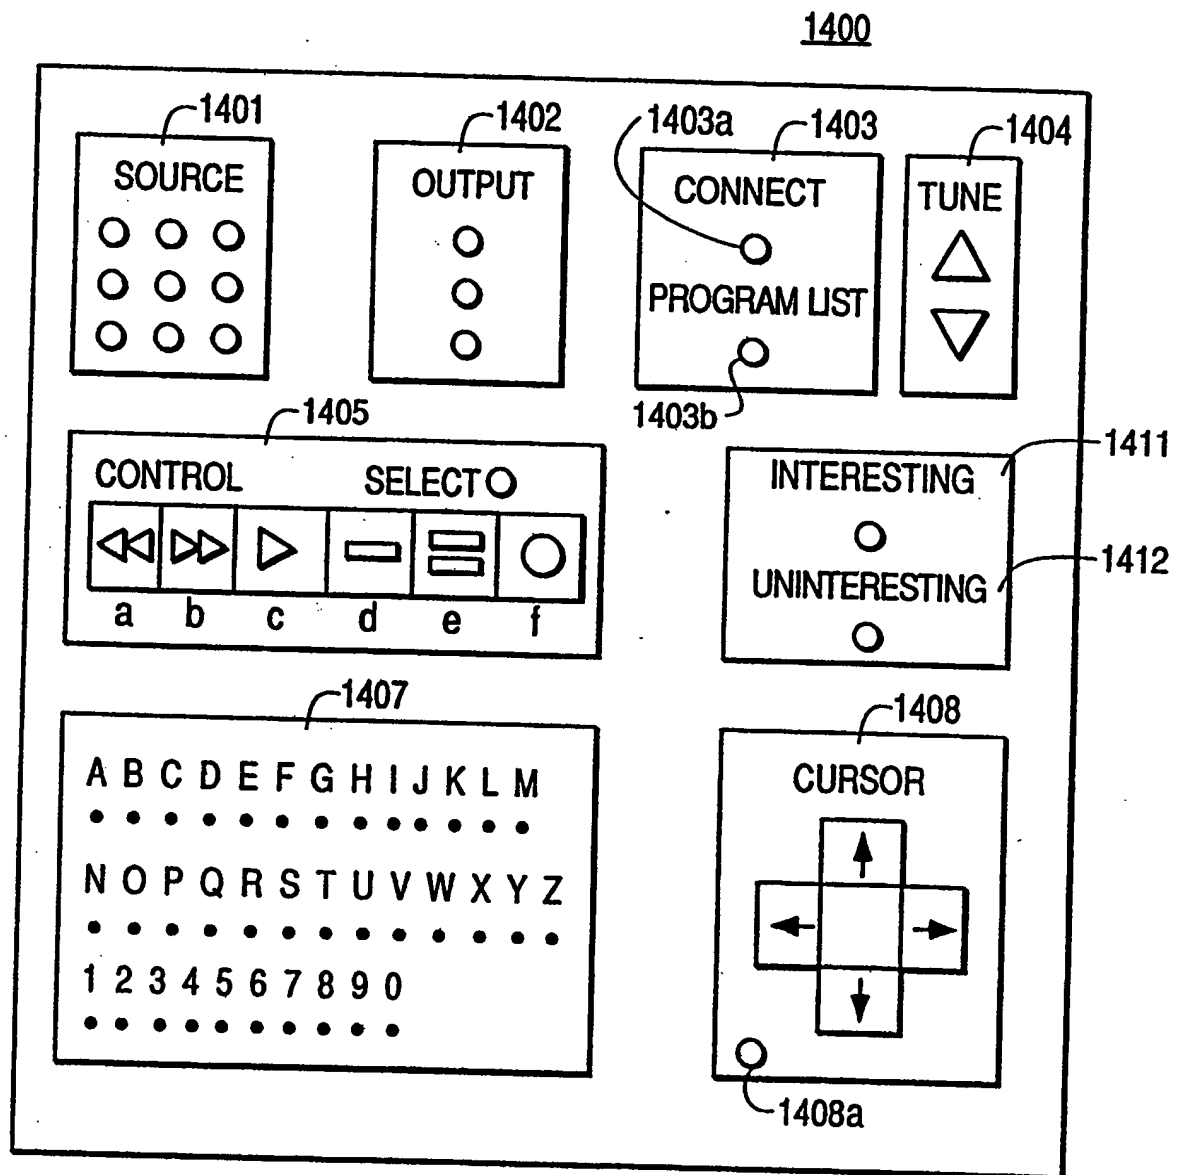 1400
1401
1402
1403a
1403
1404
SOURCE
OUTPUT
CONNECT
TUNE
PROGRAM LIST
1403b
1405
CONTROL SELECT
a b c d e f
1411
INTERESTING
1412
UNINTERESTING
1407
A B C D E F G H I J K L M
N O P Q R S T U V W X Y Z
1 2 3 4 5 6 7 8 9 0
1408
CURSOR
1408a